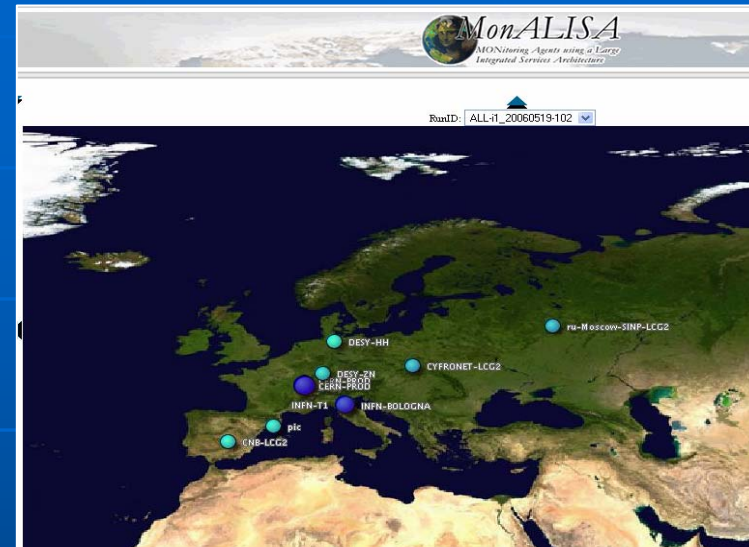 MonALISA
MONitoring Agents using a Large
Integrated Services Architecture
RunID: ALL-i1_20060519-102
ru-Moscow-SINP-LCG2
DESY-HH
CYFRONET-LCG2
DESY-ZN
CERN-PROD
INFN-T1 INFN-BOLOGNA
pic
CNB-LCG2